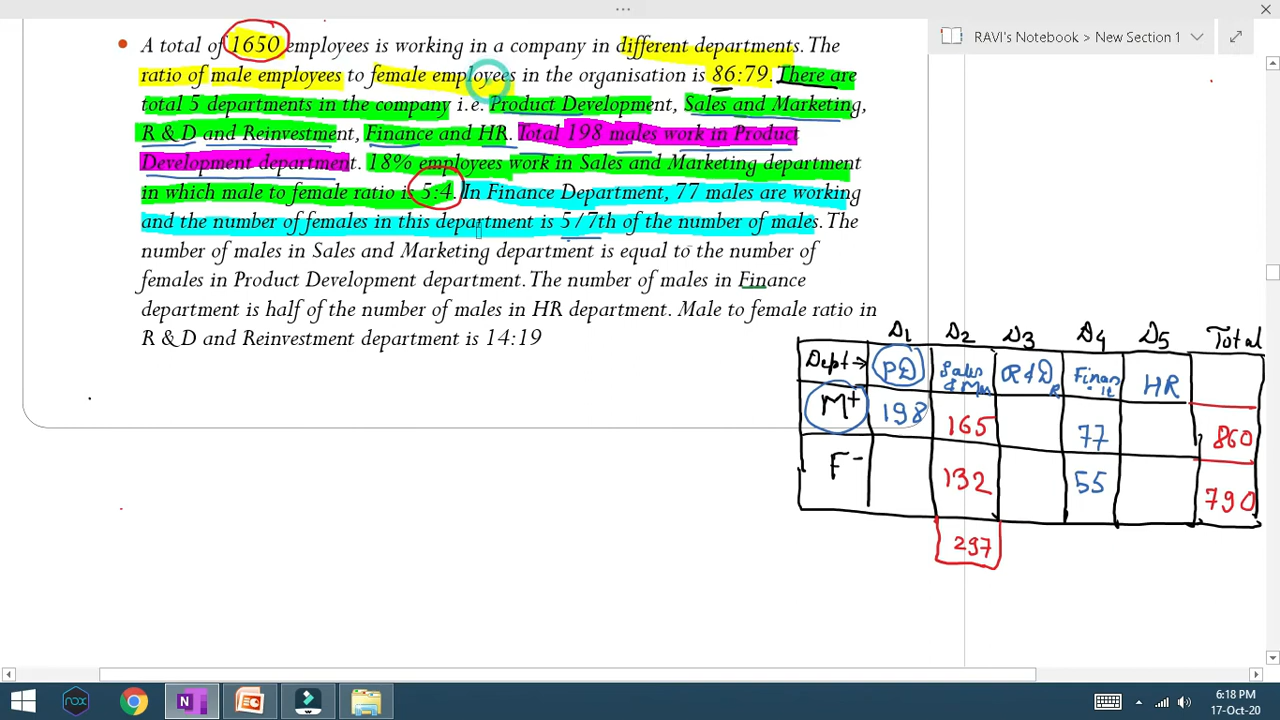 RAVI's Notebook > New Section 1
A total of 1650 employees is working in a company in different departments. The
ratio of male employees to female employees in the organisation is 86:79. There are
total 5 departments in the company i.e. Product Development, Sales and Marketing,
R & D and Reinvestment, Finance and HR. Total 198 males work in Product
Development department. 18% employees work in Sales and Marketing department
in which male to female ratio is 5:4. In Finance Department, 77 males are working
and the number of females in this department is 5/7th of the number of males. The
number of males in Sales and Marketing department is equal to the number of
females in Product Development department. The number of males in Finance
department is half of the number of males in HR department. Male to female ratio in
R & D and Reinvestment department is 14:19
D1 D2 D3 D4 D5 Total
Dept→ PD Sales & R&D Finan HR
M+ 198 165 77 860
F- 132 55 790
297
nox
6:18 PM
17-Oct-20